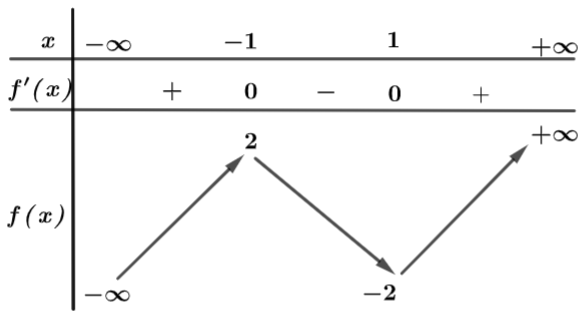 x −∞ −1 1 +∞
f′(x) + 0 − 0 +
2 +∞
f(x)
−∞ −2